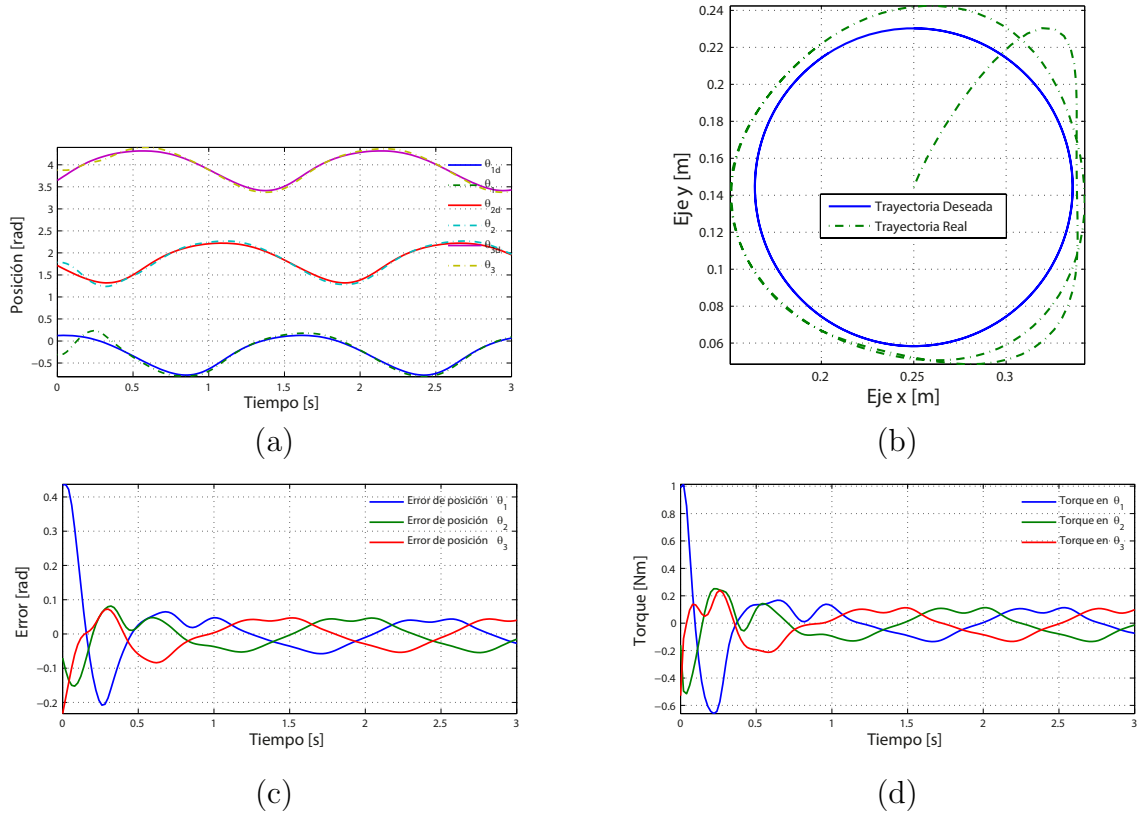 4
3.5
3
2.5
2
1.5
1
0.5
0
−0.5
0
0.5
1
1.5
2
2.5
3
Posición [rad]
Tiempo [s]
θ1d
θ1
θ2d
θ2
θ3d
θ3
(a)
0.24
0.22
0.2
0.18
0.16
0.14
0.12
0.1
0.08
0.06
0.2
0.25
0.3
Eje y [m]
Eje x [m]
Trayectoria Deseada
Trayectoria Real
(b)
0.4
0.3
0.2
0.1
0
−0.1
−0.2
0
0.5
1
1.5
2
2.5
3
Error [rad]
Tiempo [s]
Error de posición θ1
Error de posición θ2
Error de posición θ3
(c)
1
0.8
0.6
0.4
0.2
0
−0.2
−0.4
−0.6
0
0.5
1
1.5
2
2.5
3
Torque [Nm]
Tiempo [s]
Torque en θ1
Torque en θ2
Torque en θ3
(d)